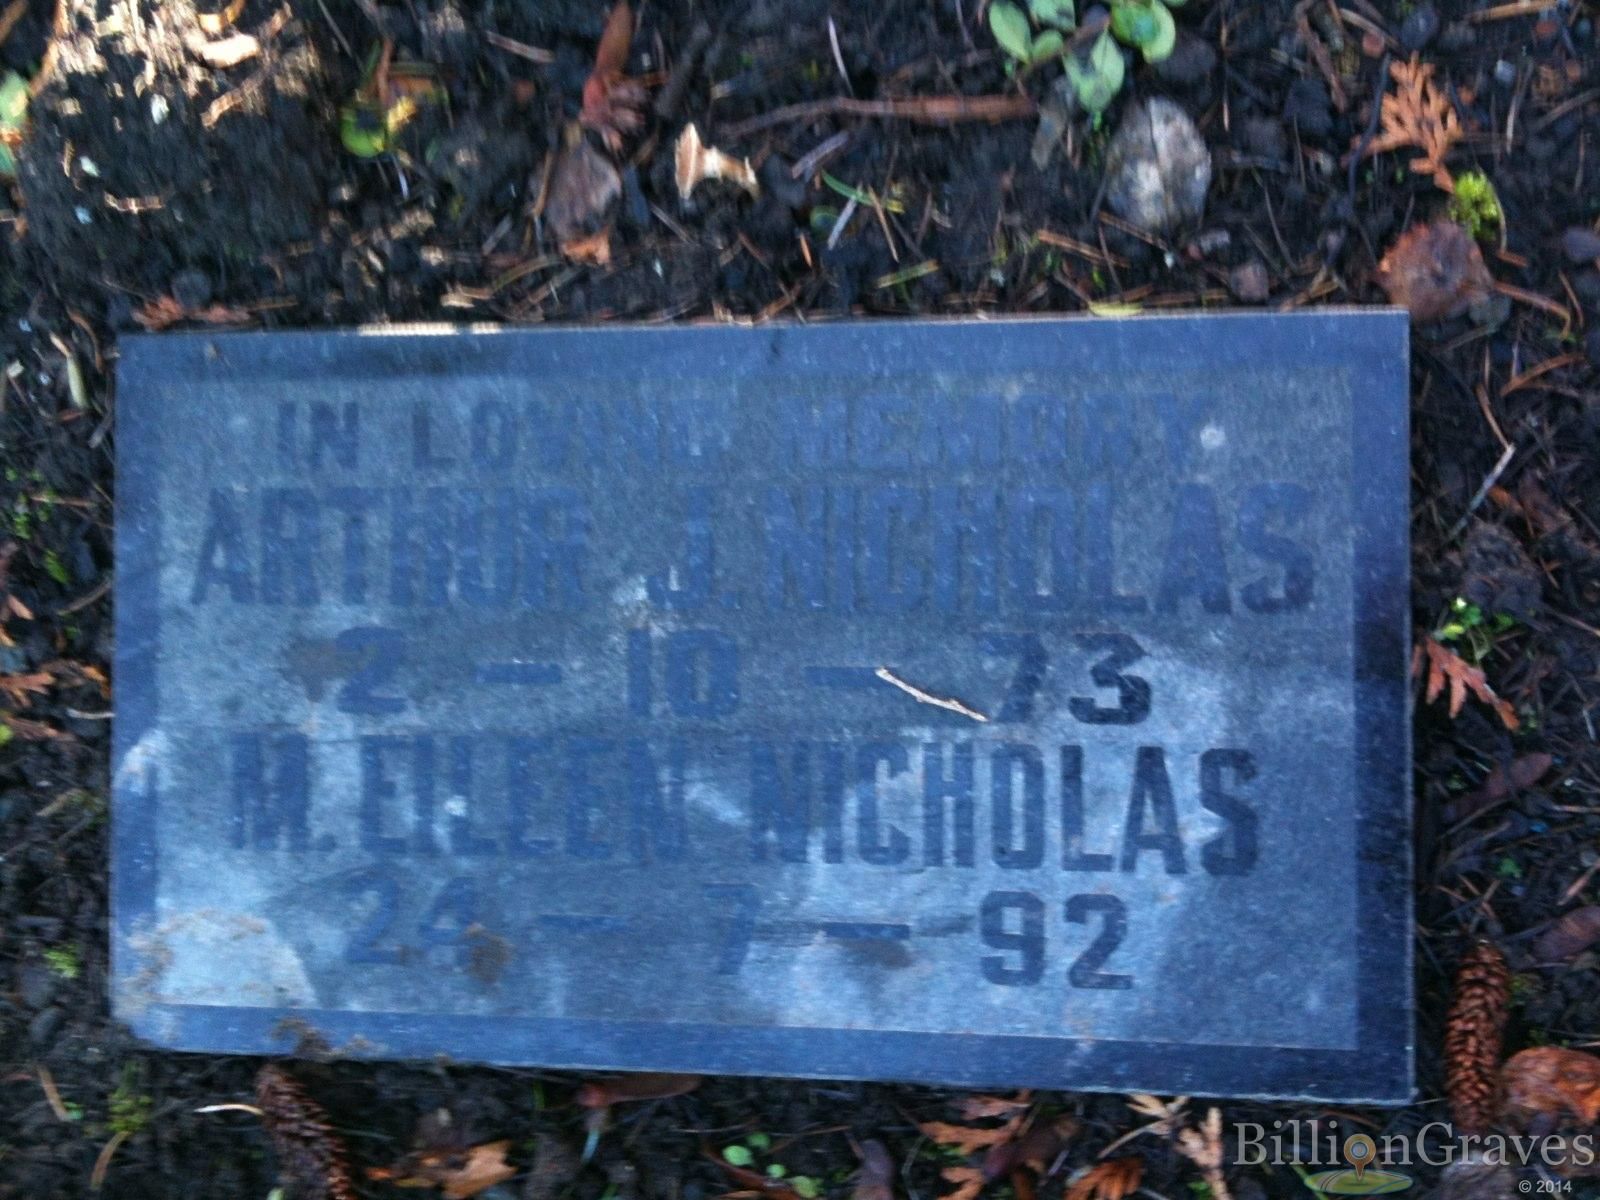 IN LOVING MEMORY
ARTHUR J. NICHOLAS
2 - 10 - 73
M. EILEEN NICHOLAS
24 - 7 - 92
BillionGraves
© 2014